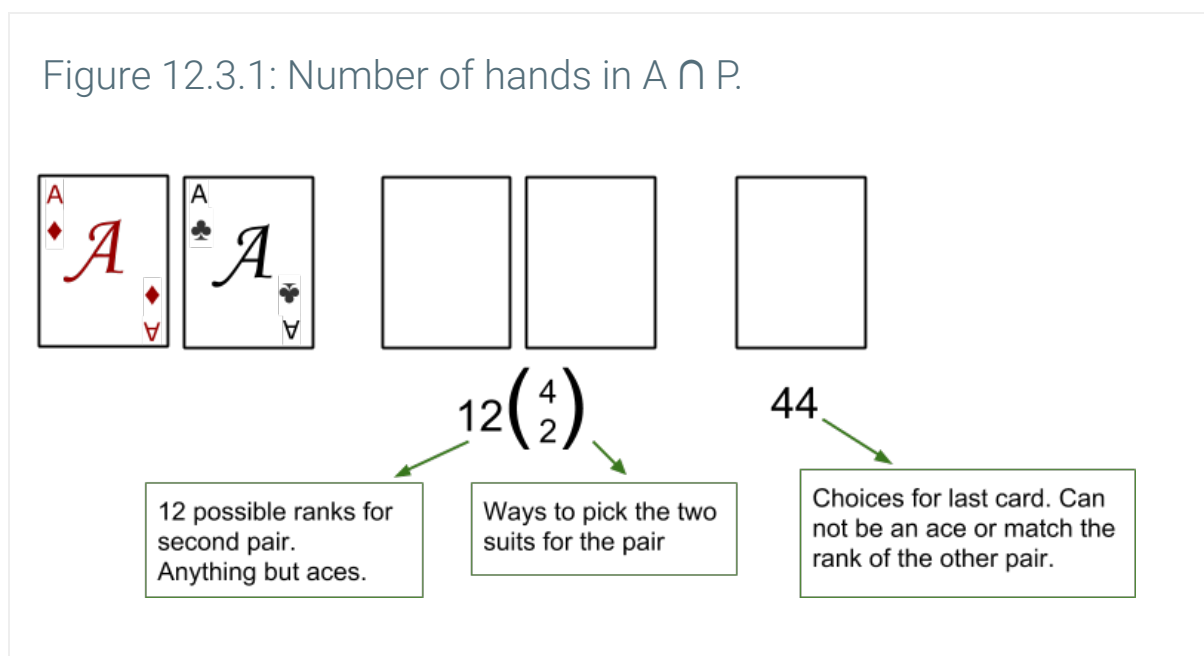 Figure 12.3.1: Number of hands in A ∩ P.
A A
A A
A A
12(4
2) 44
12 possible ranks for
second pair.
Anything but aces.
Ways to pick the two
suits for the pair
Choices for last card. Can
not be an ace or match the
rank of the other pair.